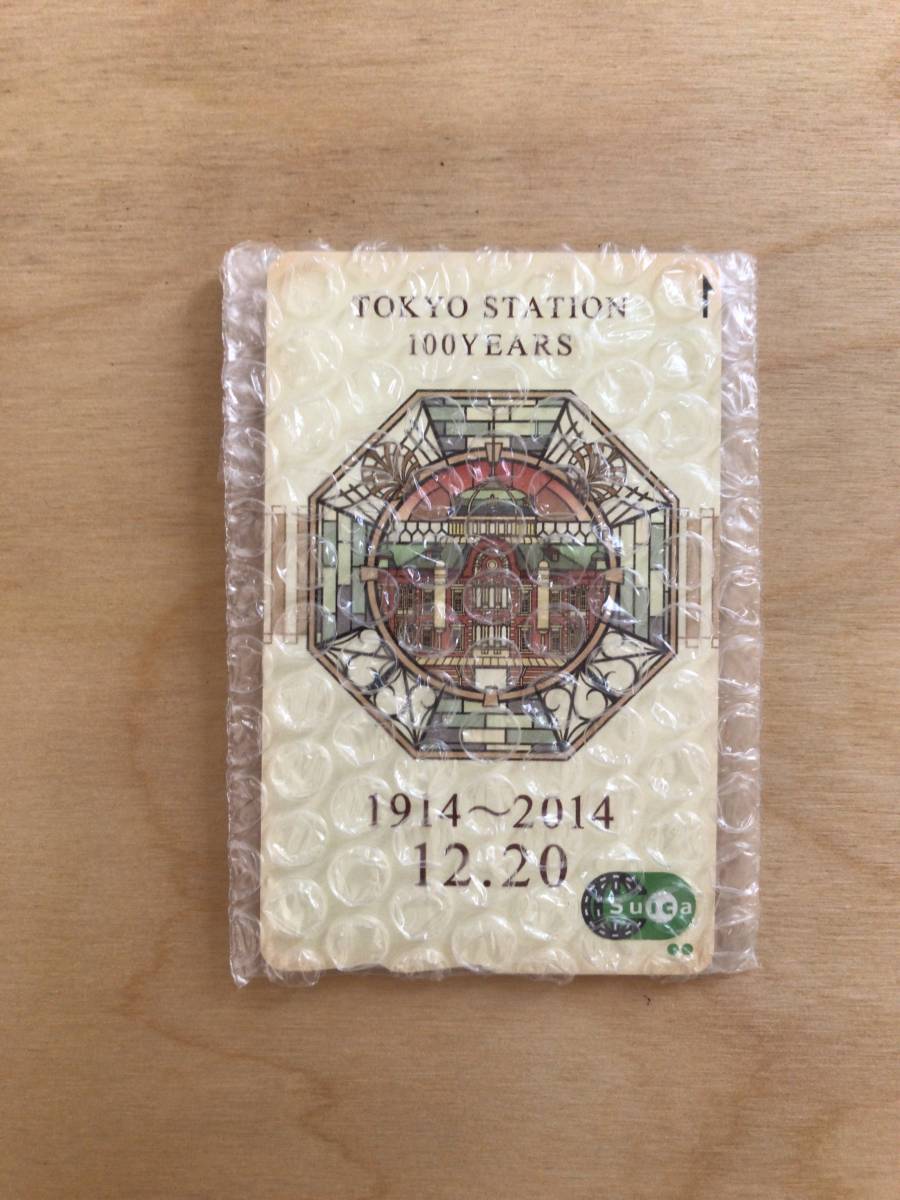 TOKYO STATION
100YEARS
1914～2014
12.20
Suica